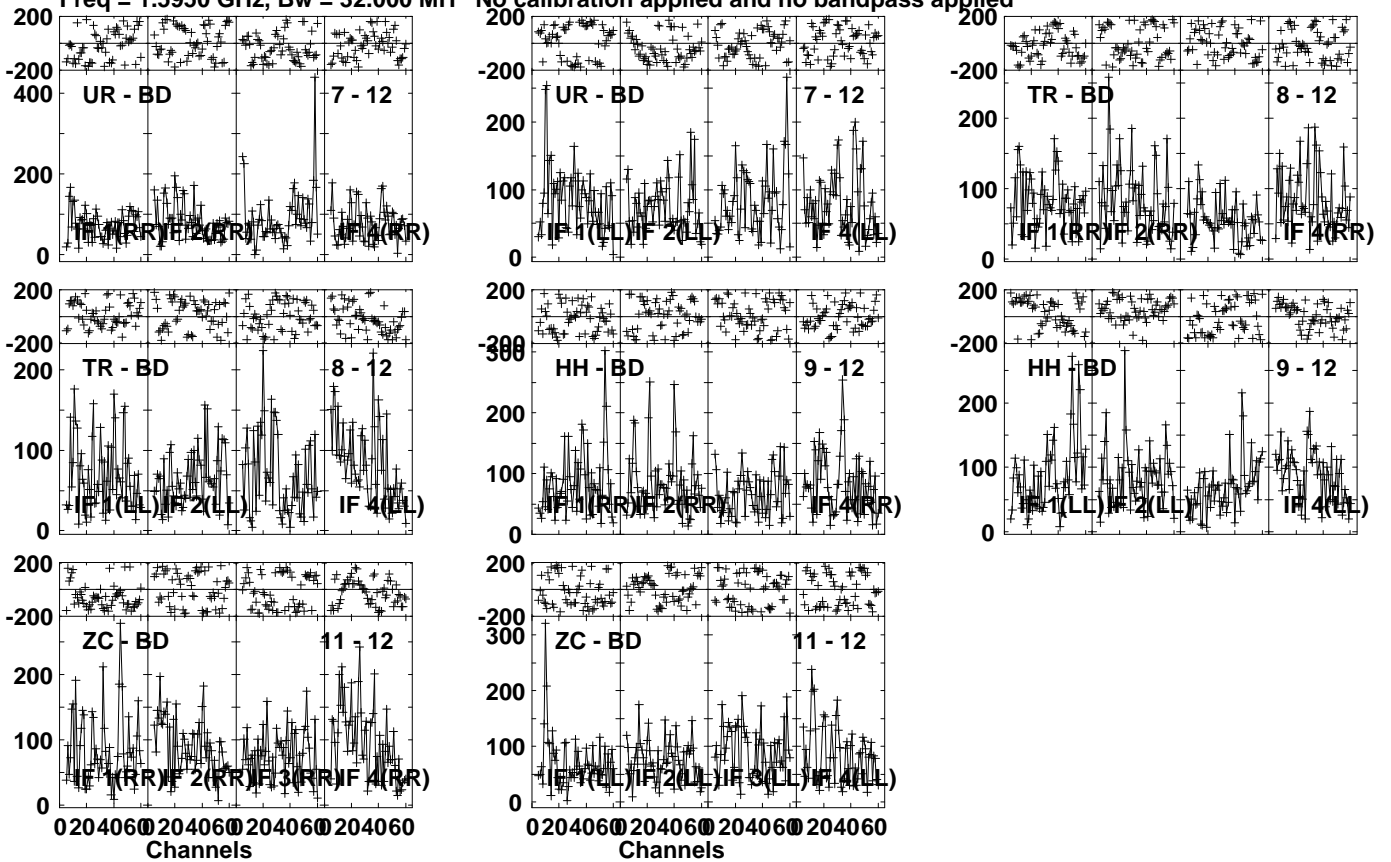 Freq = 1.5950 GHz, Bw = 32.000 MH No calibration applied and no bandpass applied
200
-200
400
200
0
UR - BD
7 - 12
IF 1(RR)
IF 2(RR)
IF 4(RR)
200
100
0
UR - BD
7 - 12
IF 1(LL)
IF 2(LL)
IF 4(LL)
200
-200
200
100
0
TR - BD
8 - 12
IF 1(RR)
IF 2(RR)
IF 4(RR)
200
-200
200
100
0
TR - BD
8 - 12
IF 1(LL)
IF 2(LL)
IF 4(LL)
200
-200
300
200
100
0
HH - BD
9 - 12
IF 1(RR)
IF 2(RR)
IF 4(RR)
200
-200
200
100
0
HH - BD
9 - 12
IF 1(LL)
IF 2(LL)
IF 4(LL)
200
-200
200
100
0
ZC - BD
11 - 12
IF 1(RR)
IF 2(RR)
IF 3(RR)
IF 4(RR)
0 20 40 60 0 20 40 60 0 20 40 60 0 20 40 60
Channels
200
-200
300
200
100
0
ZC - BD
11 - 12
IF 1(LL)
IF 2(LL)
IF 3(LL)
IF 4(LL)
0 20 40 60 0 20 40 60 0 20 40 60 0 20 40 60
Channels